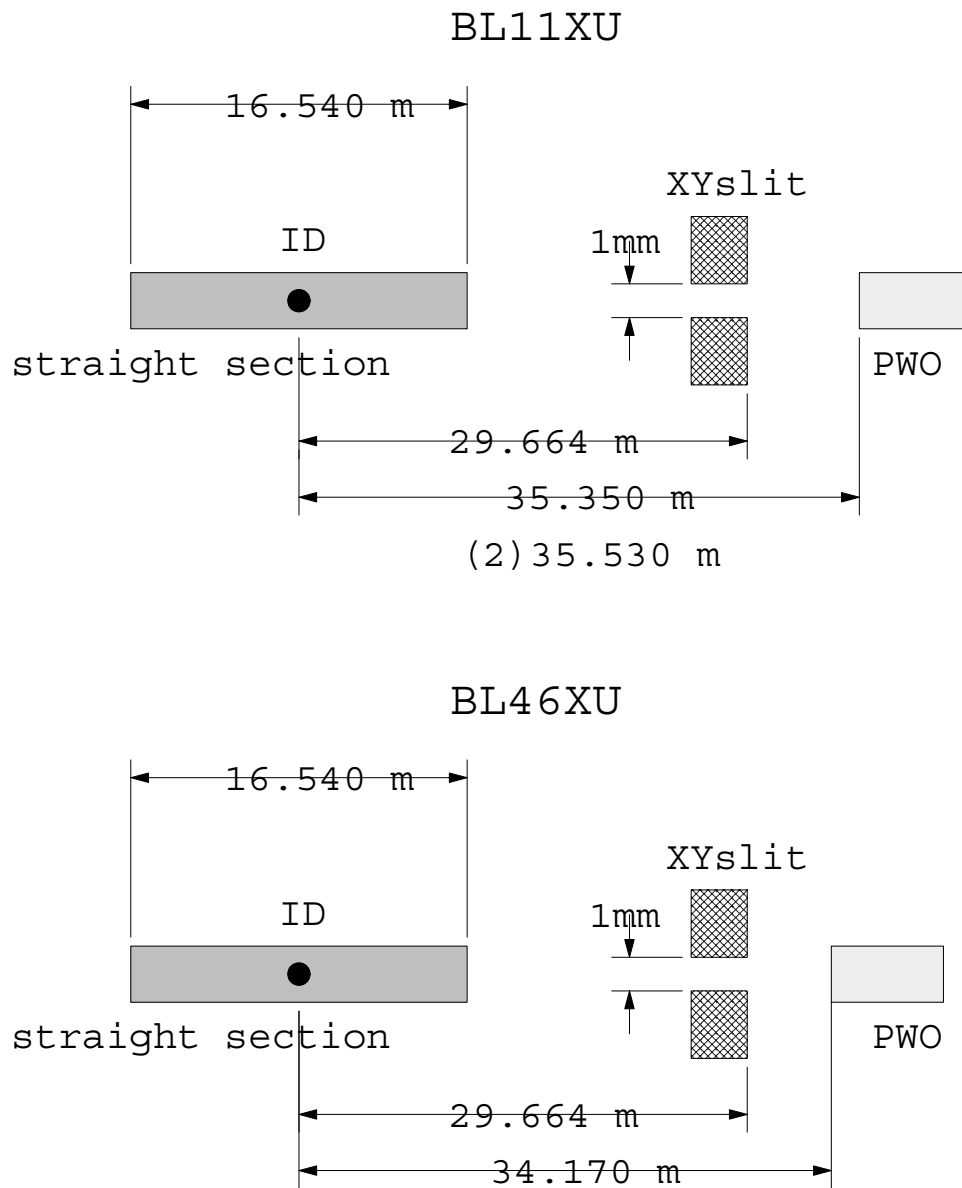 BL11XU
16.540 m
XYslit
1mm
ID
straight section
PWO
29.664 m
35.350 m
(2)35.530 m
BL46XU
16.540 m
XYslit
1mm
ID
straight section
PWO
29.664 m
34.170 m